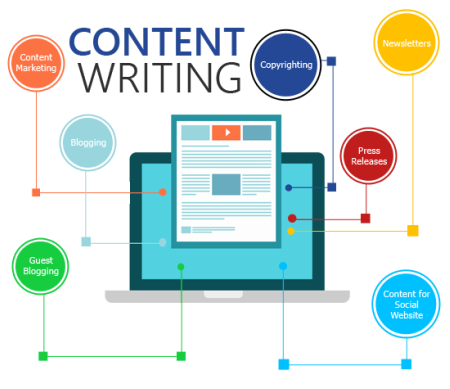 CONTENT
WRITING
Content
Marketing
Copyrighting
Newsletters
Blogging
Press
Releases
Guest
Blogging
Content for
Social
Website